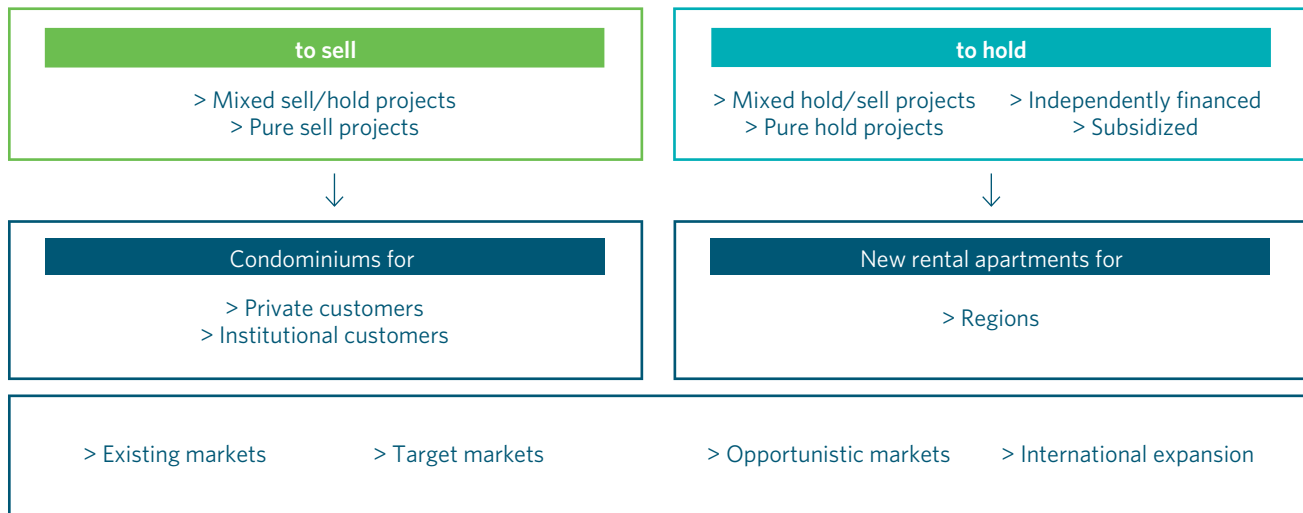 to sell
> Mixed sell/hold projects
> Pure sell projects
to hold
> Mixed hold/sell projects
> Pure hold projects
> Independently financed
> Subsidized
Condominiums for
> Private customers
> Institutional customers
New rental apartments for
> Regions
> Existing markets
> Target markets
> Opportunistic markets
> International expansion